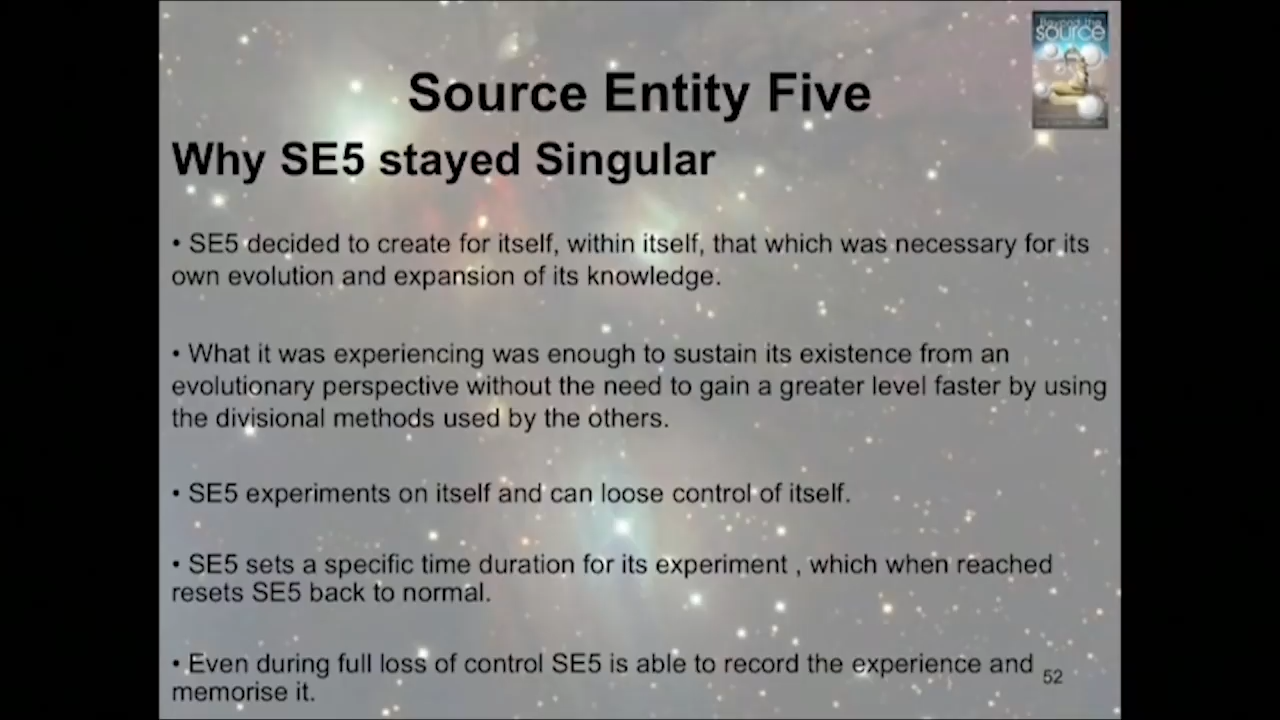 Beyond the
source
Source Entity Five
Why SE5 stayed Singular
• SE5 decided to create for itself, within itself, that which was necessary for its
own evolution and expansion of its knowledge.
• What it was experiencing was enough to sustain its existence from an
evolutionary perspective without the need to gain a greater level faster by using
the divisional methods used by the others.
• SE5 experiments on itself and can loose control of itself.
• SE5 sets a specific time duration for its experiment , which when reached
resets SE5 back to normal.
• Even during full loss of control SE5 is able to record the experience and
memorise it.
52